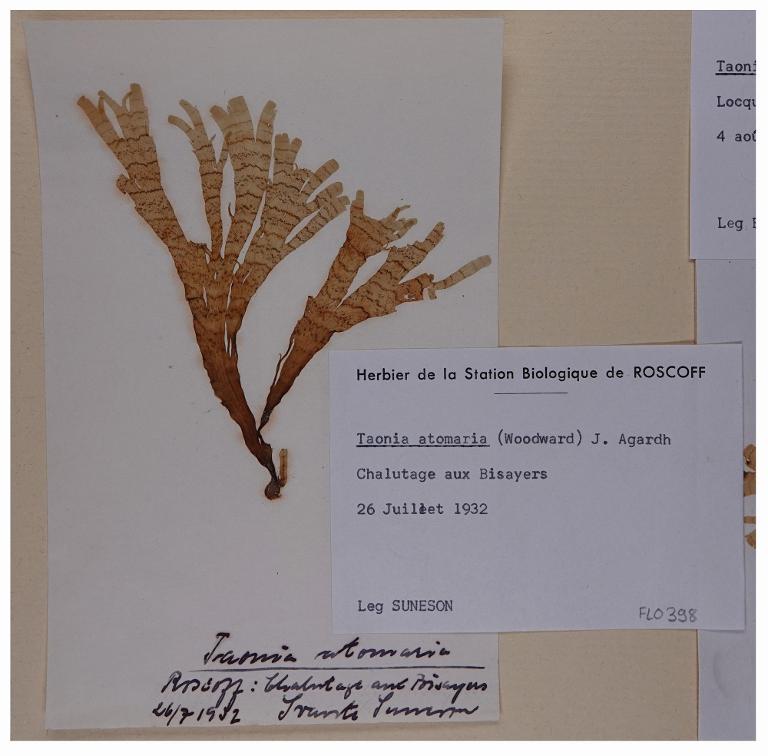 Taoni
Locqu
4 aoû
Leg
Herbier de la Station Biologique de ROSCOFF
Taonia atomaria (Woodward) J. Agardh
Chalutage aux Bisayers
26 Juillet 1932
Leg SUNESON
FLO398
Taonia atomaria
Roscoff: Chalutage aux Bisayers
26/7 1932 Svante Suneson